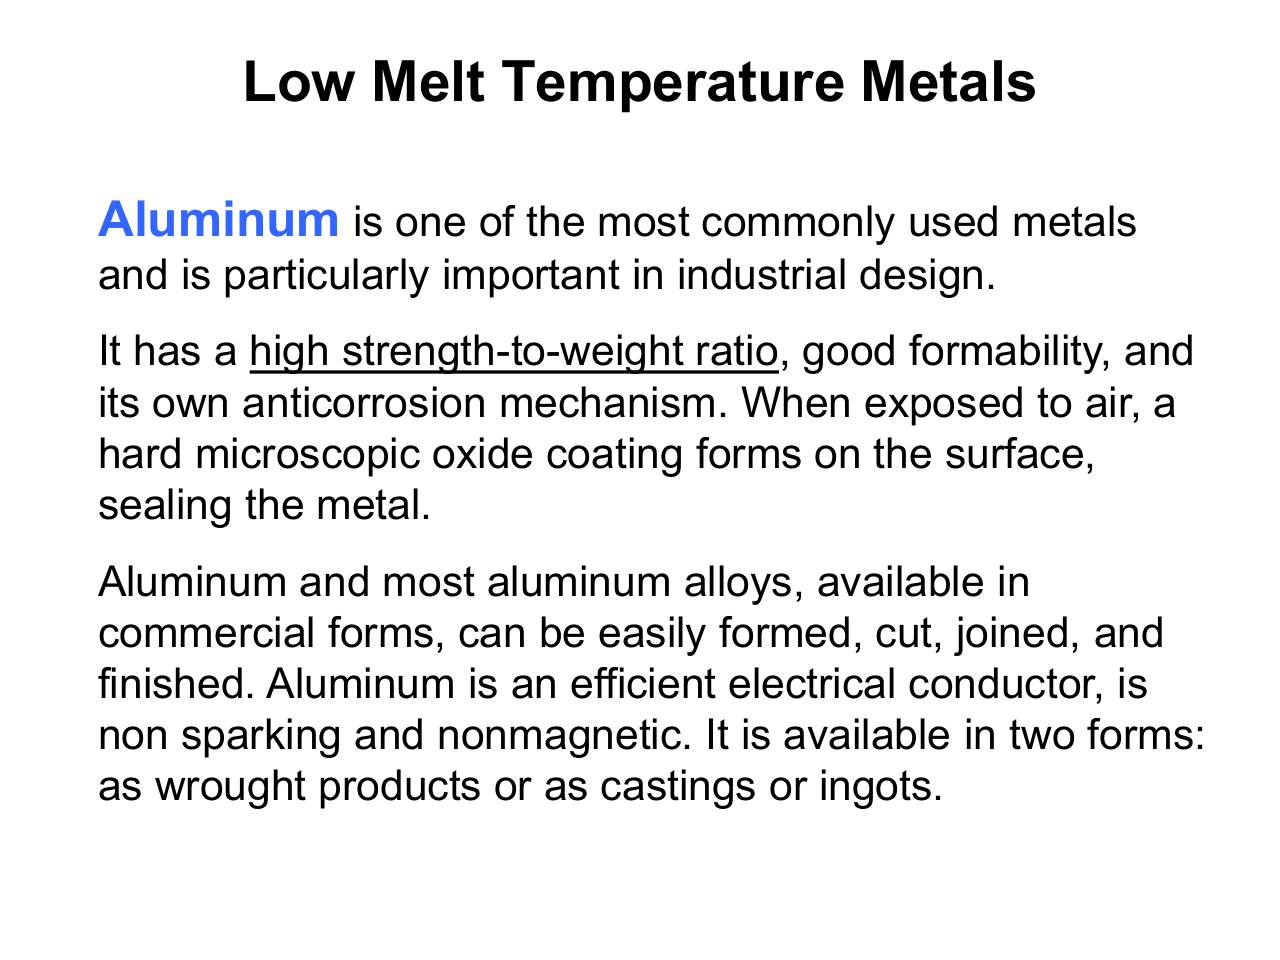 Low Melt Temperature Metals
Aluminum is one of the most commonly used metals
and is particularly important in industrial design.
It has a high strength-to-weight ratio, good formability, and
its own anticorrosion mechanism. When exposed to air, a
hard microscopic oxide coating forms on the surface,
sealing the metal.
Aluminum and most aluminum alloys, available in
commercial forms, can be easily formed, cut, joined, and
finished. Aluminum is an efficient electrical conductor, is
non sparking and nonmagnetic. It is available in two forms:
as wrought products or as castings or ingots.